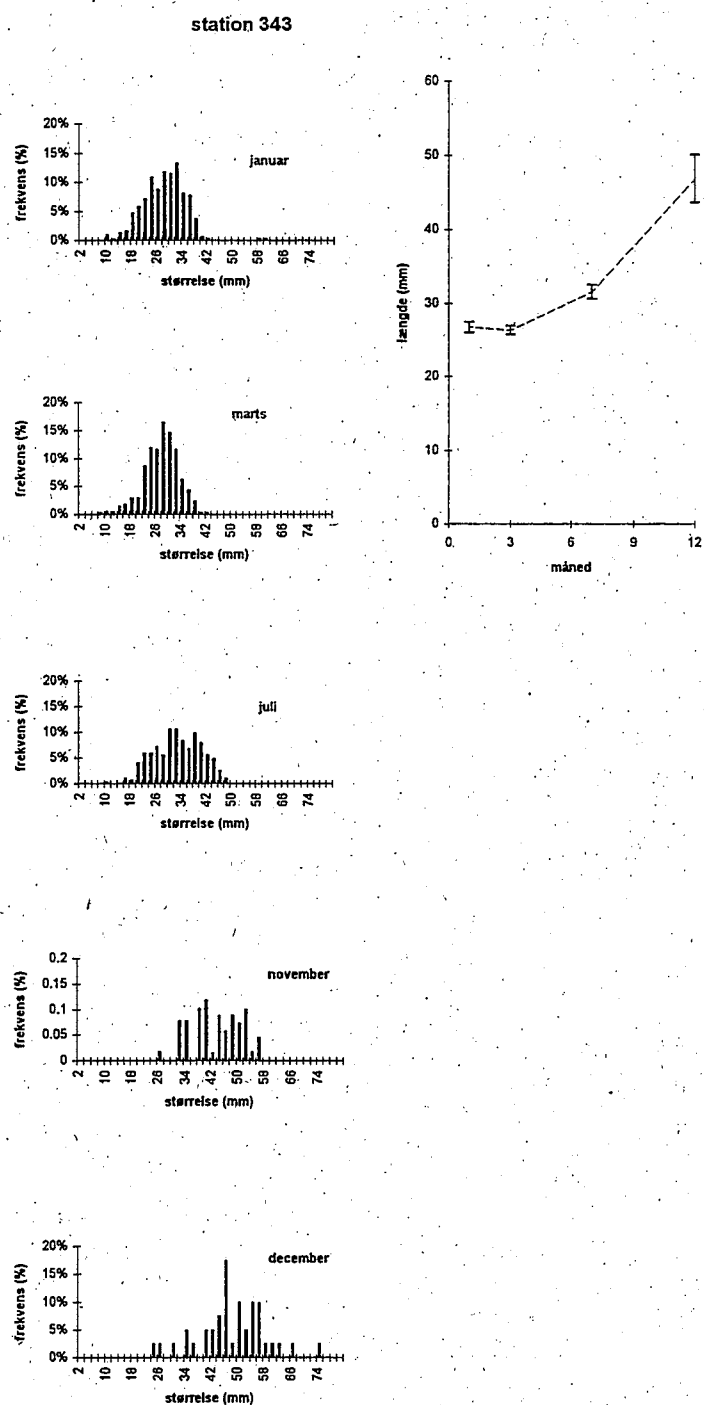 station 343
20%
15%
10%
5%
0%
frekvens (%)
januar
2 10 18 26 34 42 50 58 66 74
størrelse (mm)
60
50
40
30
20
10
0
længde (mm)
0 3 6 9 12
måned
20%
15%
10%
5%
0%
frekvens (%)
marts
2 10 18 26 34 42 50 58 66 74
størrelse (mm)
20%
15%
10%
5%
0%
frekvens (%)
juli
2 10 18 26 34 42 50 58 66 74
størrelse (mm)
0.2
0.15
0.1
0.05
0
frekvens (%)
november
2 10 18 26 34 42 50 58 66 74
størrelse (mm)
20%
15%
10%
5%
0%
frekvens (%)
december
2 10 18 26 34 42 50 58 66 74
størrelse (mm)